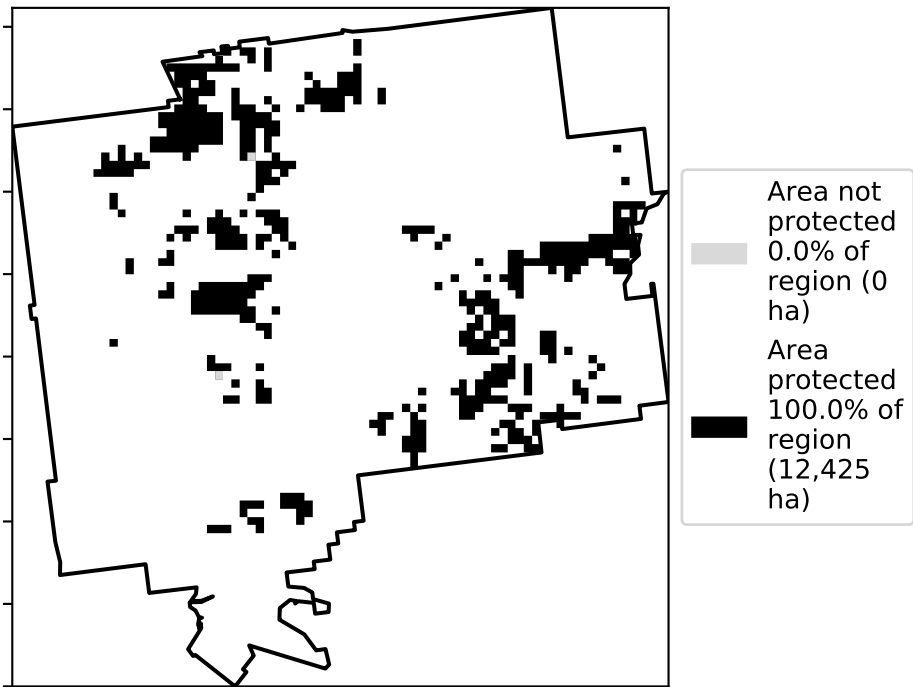 Area not
protected
0.0% of
region (0
ha)
Area
protected
100.0% of
region
(12,425
ha)